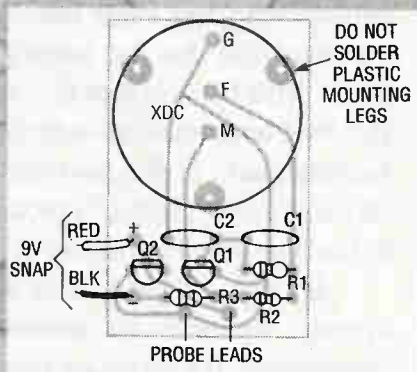 G
DO NOT
SOLDER
PLASTIC
MOUNTING
LEGS
F
XDC
M
C2
C1
RED
+
Q2
Q1
9V
SNAP
BLK
-
R3
R1
R2
PROBE LEADS